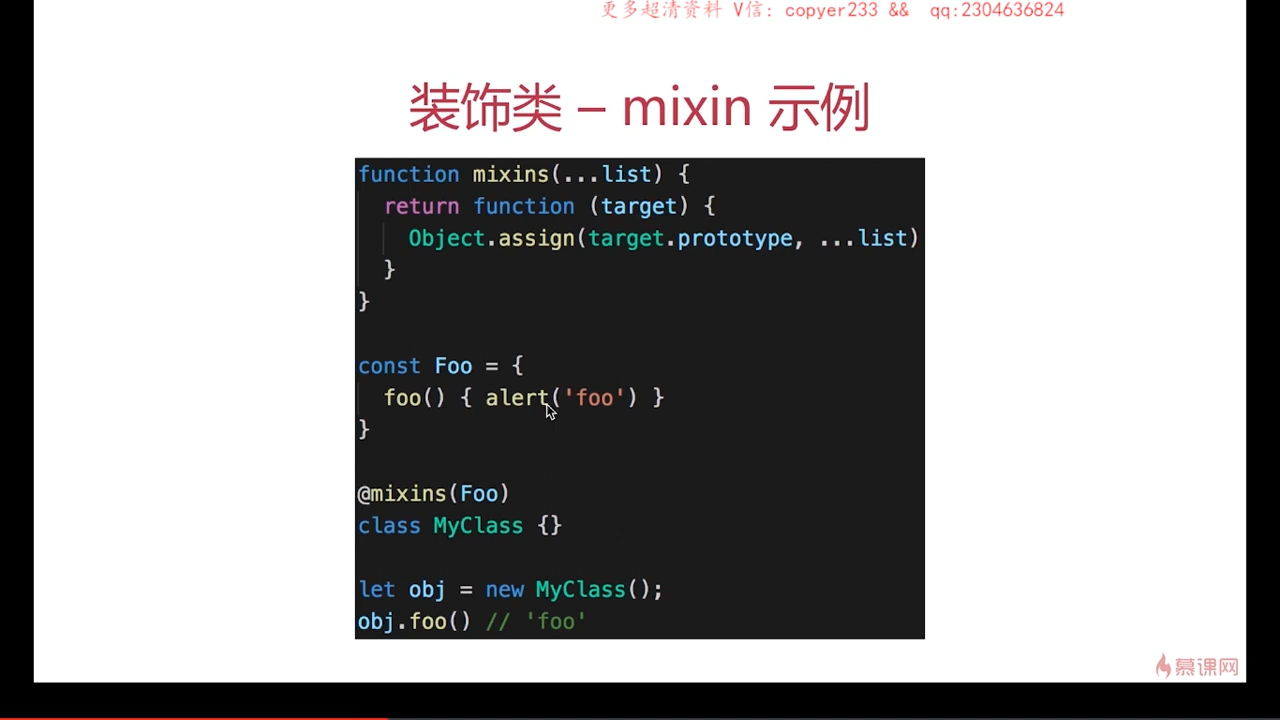 更多超清资料 V信: copyer233 && qq:2304636824
装饰类 – mixin 示例
function mixins(...list) {
  return function (target) {
    Object.assign(target.prototype, ...list)
  }
}
const Foo = {
  foo() { alert('foo') }
}
@mixins(Foo)
class MyClass {}
let obj = new MyClass();
obj.foo() // 'foo'
慕课网